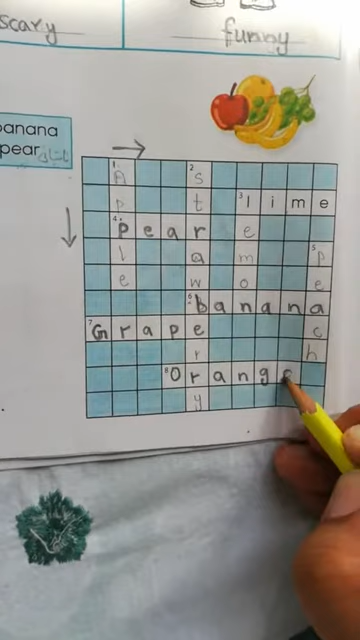 scary
funny
banana
pear
1 2
A s
p t 3 l i m e
4 p e a r e
l a m 5 p
e w o e
6 b a n a n a
7 G r a p e c
r h
8 O r a n g e
y